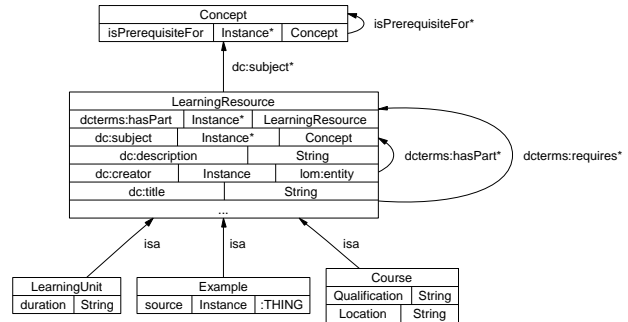 Concept
isPrerequisiteFor Instance* Concept
isPrerequisiteFor*
dc:subject*
LearningResource
dcterms:hasPart Instance* LearningResource
dc:subject Instance* Concept
dc:description String
dc:creator Instance lom:entity
dc:title String
...
dcterms:hasPart*
dcterms:requires*
isa
isa
isa
LearningUnit
duration String
Example
source Instance :THING
Course
Qualification String
Location String